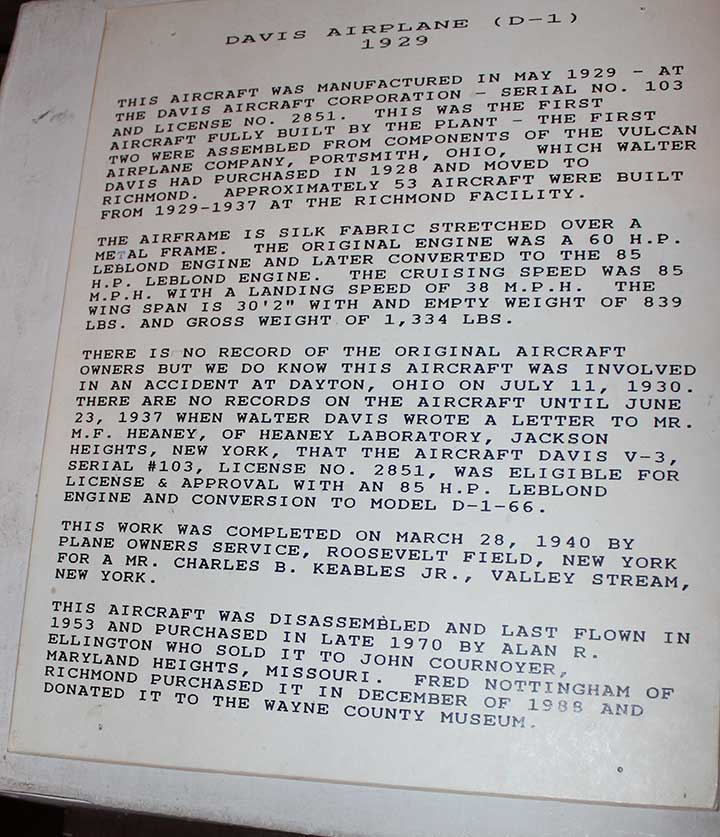 DAVIS AIRPLANE (D-1)
1929
THIS AIRCRAFT WAS MANUFACTURED IN MAY 1929 - AT
THE DAVIS AIRCRAFT CORPORATION - SERIAL NO. 103
AND LICENSE NO. 2851. THIS WAS THE FIRST
AIRCRAFT FULLY BUILT BY THE PLANT - THE FIRST
TWO WERE ASSEMBLED FROM COMPONENTS OF THE VULCAN
AIRPLANE COMPANY, PORTSMITH, OHIO, WHICH WALTER
DAVIS HAD PURCHASED IN 1928 AND MOVED TO
RICHMOND. APPROXIMATELY 53 AIRCRAFT WERE BUILT
FROM 1929-1937 AT THE RICHMOND FACILITY.
THE AIRFRAME IS SILK FABRIC STRETCHED OVER A
METAL FRAME. THE ORIGINAL ENGINE WAS A 60 H.P.
LEBLOND ENGINE AND LATER CONVERTED TO THE 85
H.P. LEBLOND ENGINE. THE CRUISING SPEED WAS 85
M.P.H. WITH A LANDING SPEED OF 38 M.P.H. THE
WING SPAN IS 30'2" WITH AND EMPTY WEIGHT OF 839
LBS. AND GROSS WEIGHT OF 1,334 LBS.
THERE IS NO RECORD OF THE ORIGINAL AIRCRAFT
OWNERS BUT WE DO KNOW THIS AIRCRAFT WAS INVOLVED
IN AN ACCIDENT AT DAYTON, OHIO ON JULY 11, 1930.
THERE ARE NO RECORDS ON THE AIRCRAFT UNTIL JUNE
23, 1937 WHEN WALTER DAVIS WROTE A LETTER TO MR.
M.F. HEANEY, OF HEANEY LABORATORY, JACKSON
HEIGHTS, NEW YORK, THAT THE AIRCRAFT DAVIS V-3,
SERIAL #103, LICENSE NO. 2851, WAS ELIGIBLE FOR
LICENSE & APPROVAL WITH AN 85 H.P. LEBLOND
ENGINE AND CONVERSION TO MODEL D-1-66.
THIS WORK WAS COMPLETED ON MARCH 28, 1940 BY
PLANE OWNERS SERVICE, ROOSEVELT FIELD, NEW YORK
FOR A MR. CHARLES B. KEABLES JR., VALLEY STREAM,
NEW YORK.
THIS AIRCRAFT WAS DISASSEMBLED AND LAST FLOWN IN
1953 AND PURCHASED IN LATE 1970 BY ALAN R.
ELLINGTON WHO SOLD IT TO JOHN COURNOYER,
MARYLAND HEIGHTS, MISSOURI. FRED NOTTINGHAM OF
RICHMOND PURCHASED IT IN DECEMBER OF 1988 AND
DONATED IT TO THE WAYNE COUNTY MUSEUM.